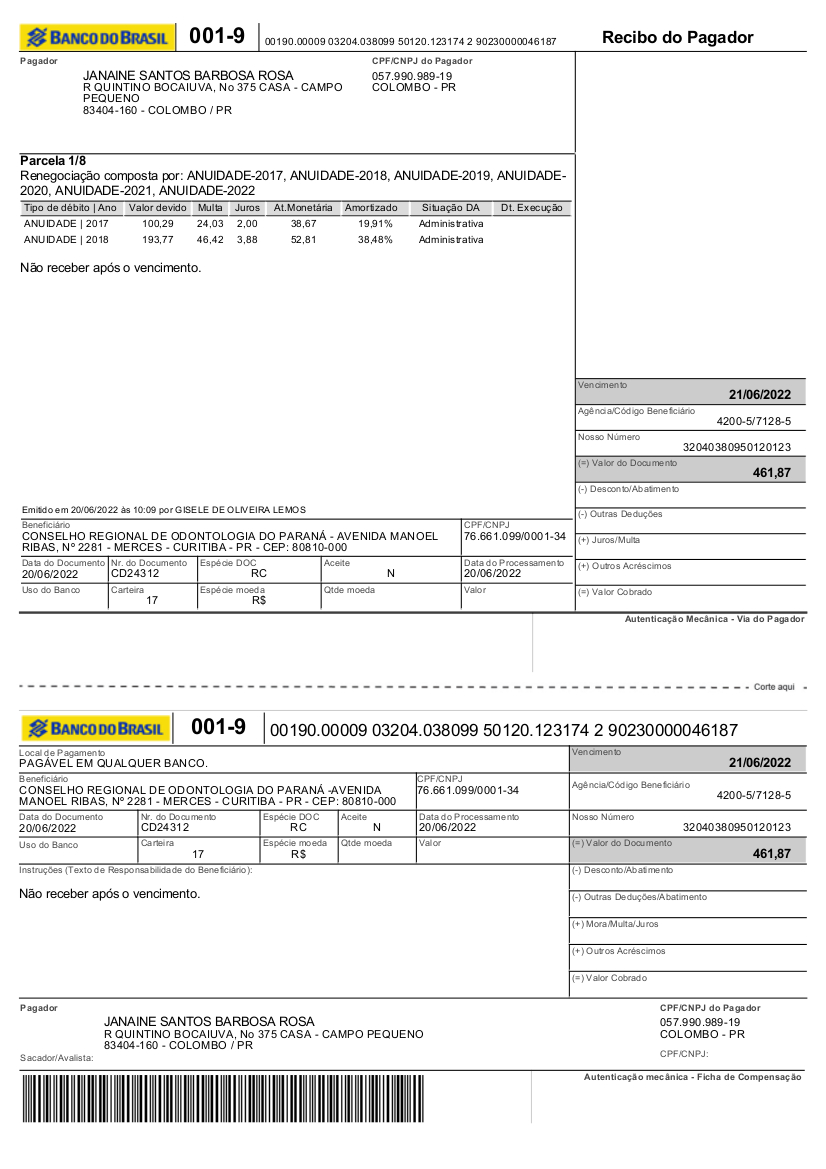 BANCO DO BRASIL 001-9 00190.00009 03204.038099 50120.123174 2 90230000046187 Recibo do Pagador
Pagador CPF/CNPJ do Pagador
JANAINE SANTOS BARBOSA ROSA 057.990.989-19
R QUINTINO BOCAIUVA, No 375 CASA - CAMPO COLOMBO - PR
PEQUENO
83404-160 - COLOMBO / PR
Parcela 1/8
Renegociação composta por: ANUIDADE-2017, ANUIDADE-2018, ANUIDADE-2019, ANUIDADE-
2020, ANUIDADE-2021, ANUIDADE-2022
Tipo de débito | Ano Valor devido Multa Juros At.Monetária Amortizado Situação DA Dt. Execução
ANUIDADE | 2017 100,29 24,03 2,00 38,67 19,91% Administrativa
ANUIDADE | 2018 193,77 46,42 3,88 52,81 38,48% Administrativa
Não receber após o vencimento.
Vencimento
21/06/2022
Agência/Código Beneficiário
4200-5/7128-5
Nosso Número
32040380950120123
(=) Valor do Documento
461,87
(-) Desconto/Abatimento
(-) Outras Deduções
(+) Juros/Multa
(+) Outros Acréscimos
(=) Valor Cobrado
Emitido em 20/06/2022 às 10:09 por GISELE DE OLIVEIRA LEMOS
Beneficiário CPF/CNPJ
CONSELHO REGIONAL DE ODONTOLOGIA DO PARANÁ - AVENIDA MANOEL 76.661.099/0001-34
RIBAS, Nº 2281 - MERCES - CURITIBA - PR - CEP: 80810-000
Data do Documento Nr. do Documento Espécie DOC Aceite Data do Processamento
20/06/2022 CD24312 RC N 20/06/2022
Uso do Banco Carteira Espécie moeda Qtde moeda Valor
17 R$
Autenticação Mecânica - Via do Pagador
Corte aqui
BANCO DO BRASIL 001-9 00190.00009 03204.038099 50120.123174 2 90230000046187
Local de Pagamento Vencimento
PAGÁVEL EM QUALQUER BANCO. 21/06/2022
Beneficiário CPF/CNPJ Agência/Código Beneficiário
CONSELHO REGIONAL DE ODONTOLOGIA DO PARANÁ -AVENIDA 76.661.099/0001-34 4200-5/7128-5
MANOEL RIBAS, Nº 2281 - MERCES - CURITIBA - PR - CEP: 80810-000
Data do Documento Nr. do Documento Espécie DOC Aceite Data do Processamento Nosso Número
20/06/2022 CD24312 RC N 20/06/2022 32040380950120123
Uso do Banco Carteira Espécie moeda Qtde moeda Valor (=) Valor do Documento
17 R$ 461,87
Instruções (Texto de Responsabilidade do Beneficiário): (-) Desconto/Abatimento
Não receber após o vencimento.
(-) Outras Deduções/Abatimento
(+) Mora/Multa/Juros
(+) Outros Acréscimos
(=) Valor Cobrado
Pagador CPF/CNPJ do Pagador
JANAINE SANTOS BARBOSA ROSA 057.990.989-19
R QUINTINO BOCAIUVA, No 375 CASA - CAMPO PEQUENO COLOMBO - PR
83404-160 - COLOMBO / PR
Sacador/Avalista: CPF/CNPJ:
Autenticação mecânica - Ficha de Compensação